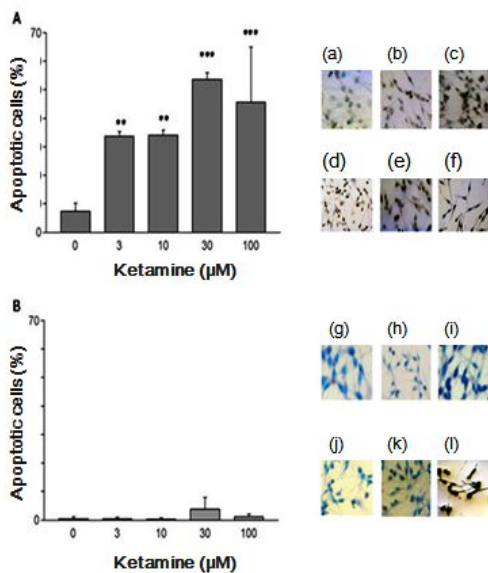 A
70
Apoptotic cells (%)
** ** *** ***
0
0 3 10 30 100
Ketamine (µM)
(a) (b) (c)
(d) (e) (f)
B
70
Apoptotic cells (%)
0
0 3 10 30 100
Ketamine (µM)
(g) (h) (i)
(j) (k) (l)